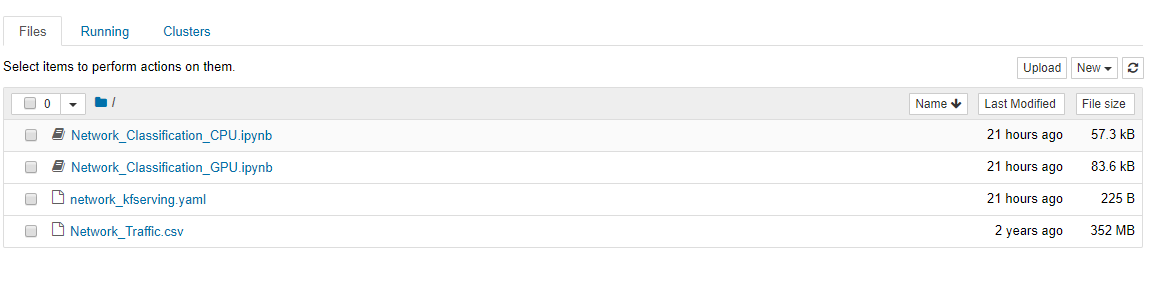 Files Running Clusters
Select items to perform actions on them. Upload New
0 / Name Last Modified File size
Network_Classification_CPU.ipynb 21 hours ago 57.3 kB
Network_Classification_GPU.ipynb 21 hours ago 83.6 kB
network_kfserving.yaml 21 hours ago 225 B
Network_Traffic.csv 2 years ago 352 MB